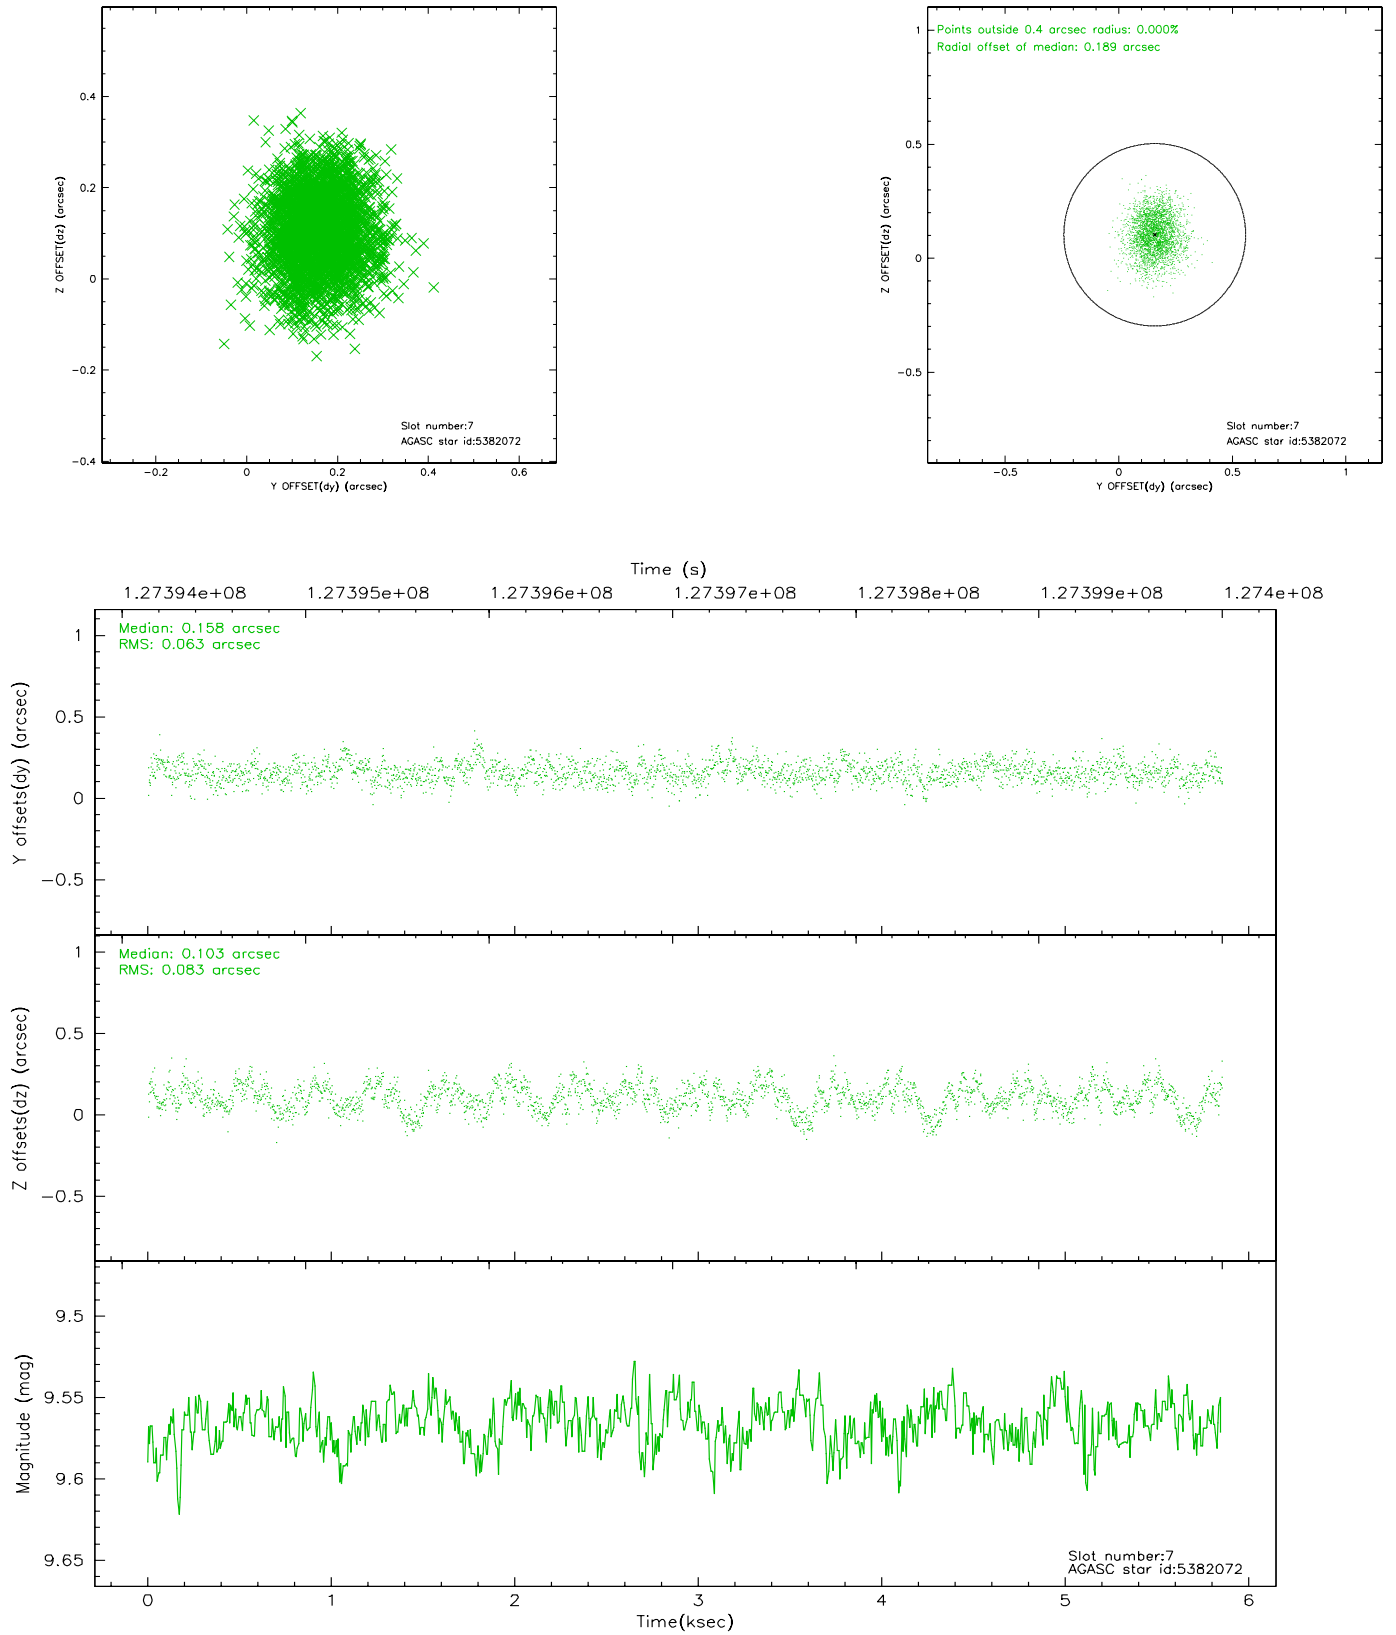 0.4
0.2
0
−0.2
−0.4
Z OFFSET(dz) (arcsec)
Slot number:7
AGASC star id:5382072
−0.2 0 0.2 0.4 0.6
Y OFFSET(dy) (arcsec)
Points outside 0.4 arcsec radius: 0.000%
Radial offset of median: 0.189 arcsec
1
0.5
0
−0.5
Z OFFSET(dz) (arcsec)
Slot number:7
AGASC star id:5382072
−0.5 0 0.5 1
Y OFFSET(dy) (arcsec)
Time (s)
1.27394e+08 1.27395e+08 1.27396e+08 1.27397e+08 1.27398e+08 1.27399e+08 1.274e+08
Median: 0.158 arcsec
RMS: 0.063 arcsec
1
0.5
0
−0.5
Y offsets(dy) (arcsec)
Median: 0.103 arcsec
RMS: 0.083 arcsec
1
0.5
0
−0.5
Z offsets(dz) (arcsec)
9.5
9.55
9.6
9.65
Magnitude (mag)
Slot number:7
AGASC star id:5382072
0 1 2 3 4 5 6
Time(ksec)